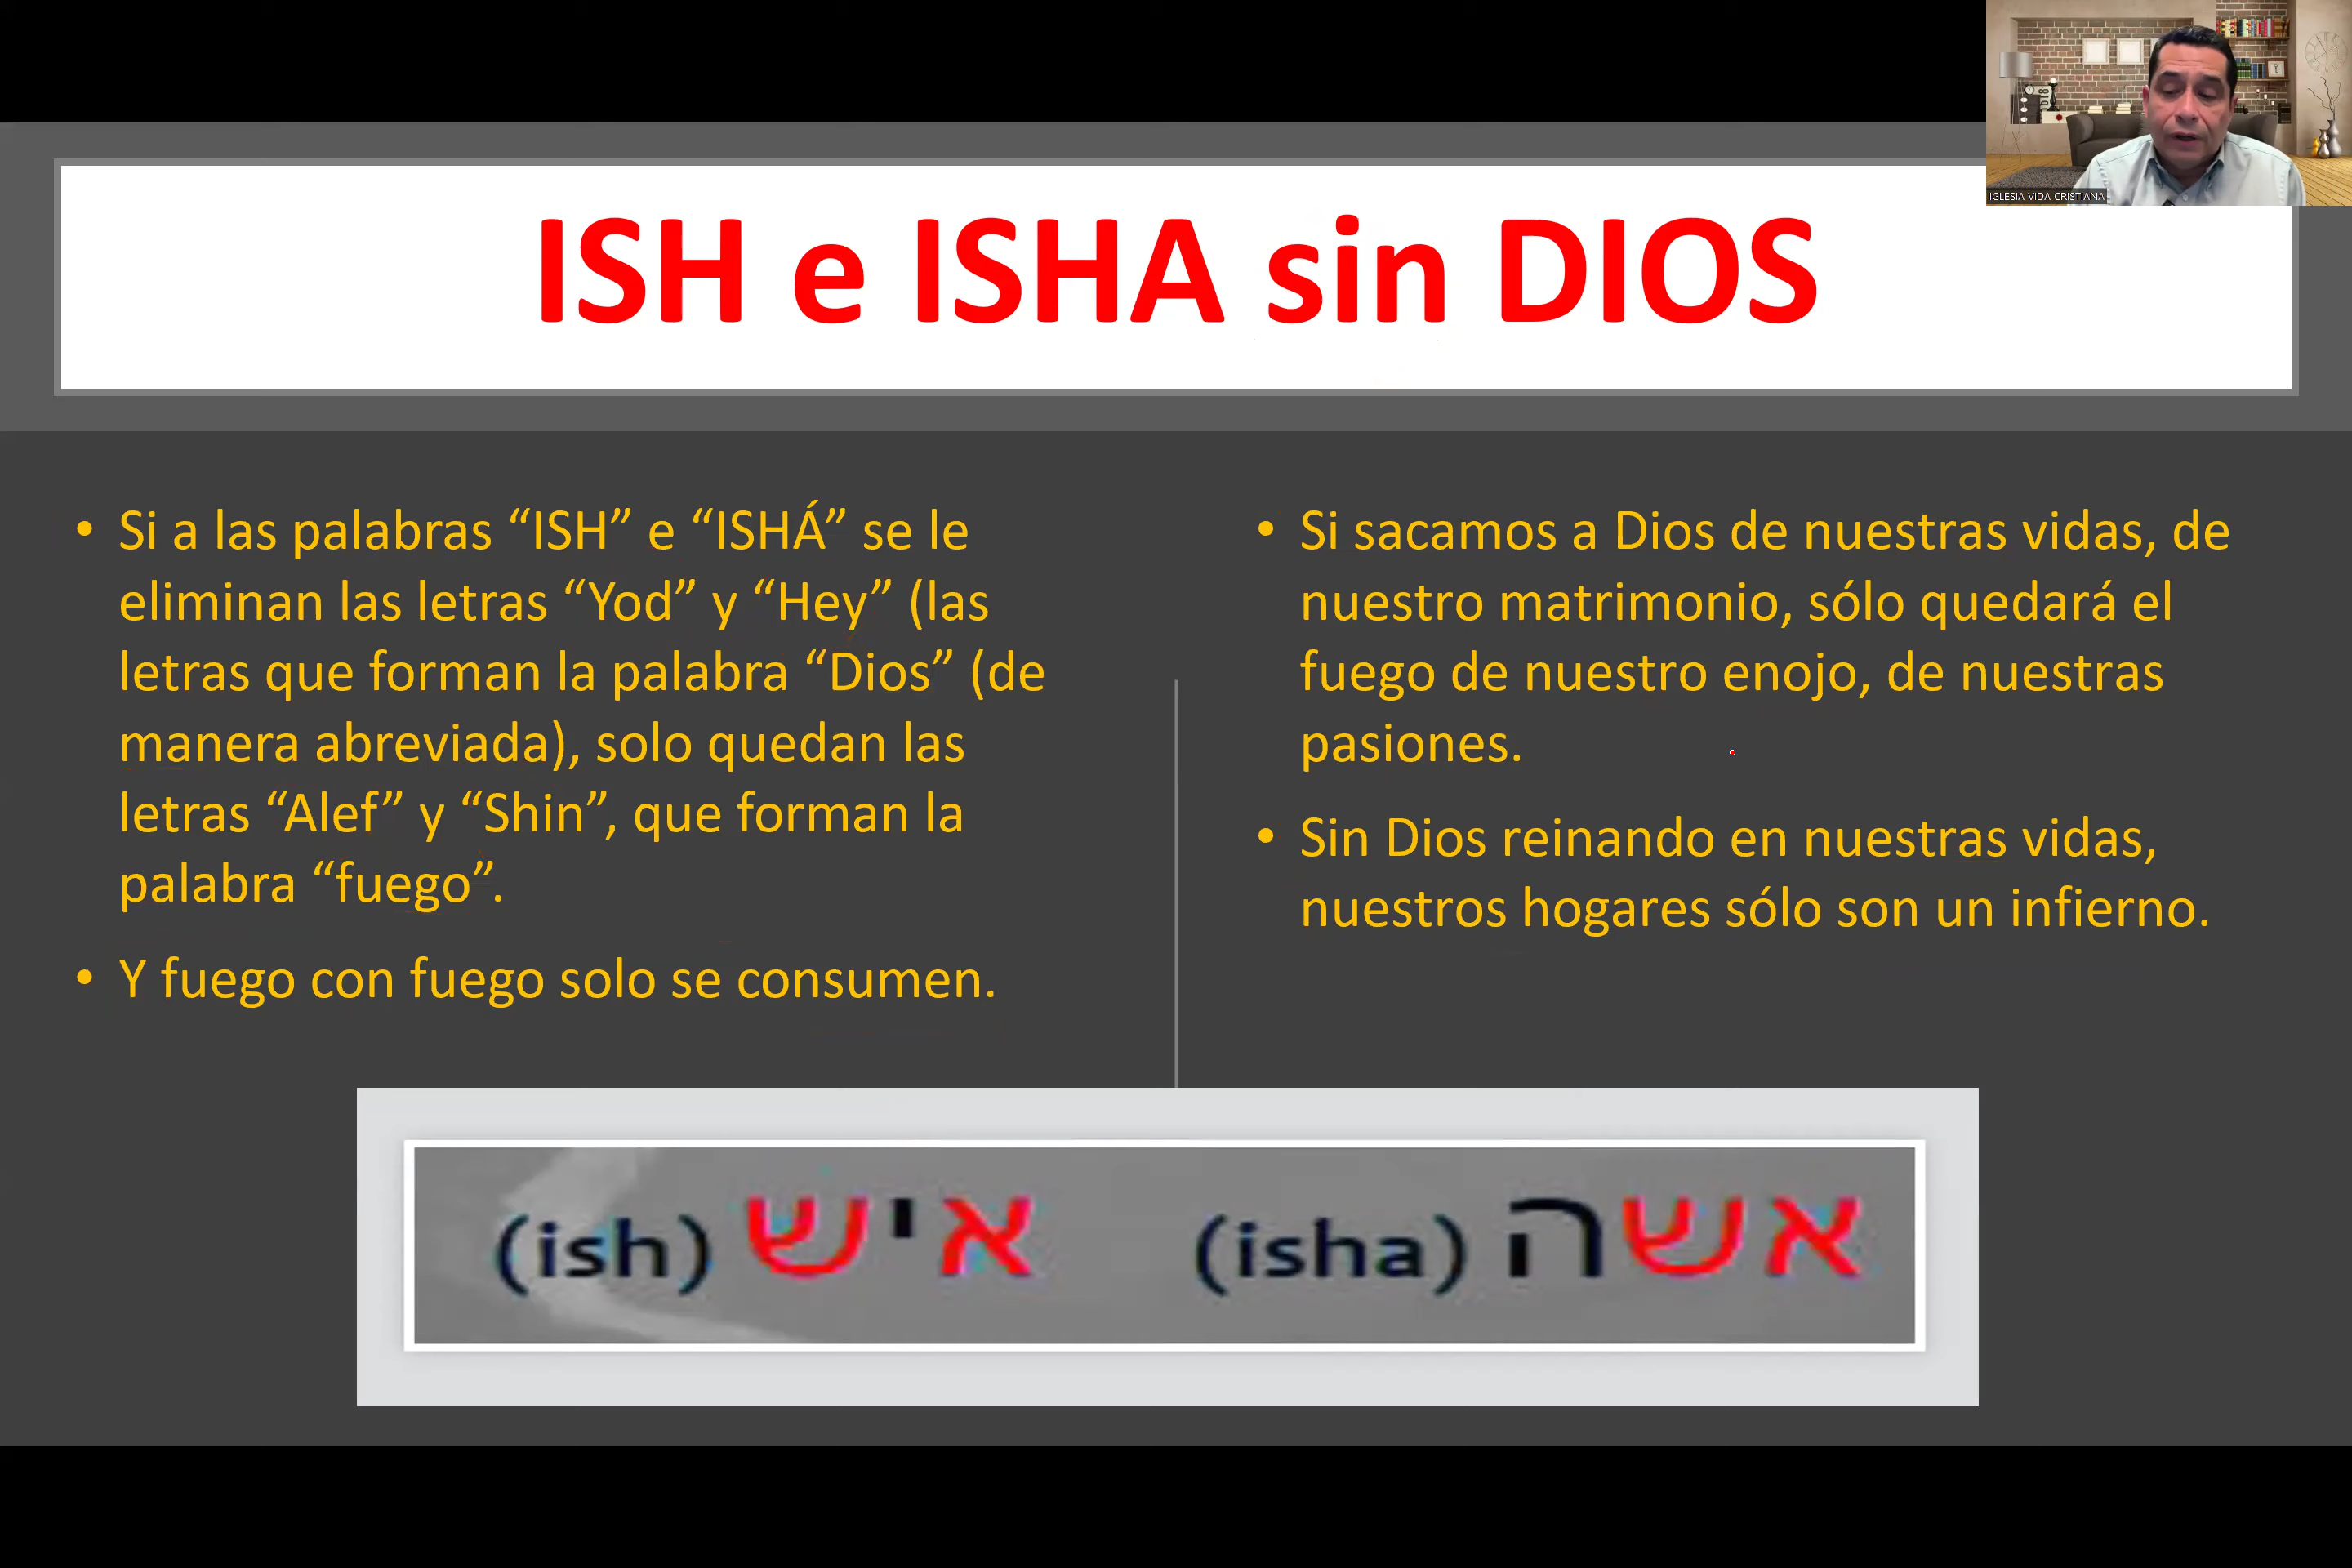 IGLESIA VIDA CRISTIANA
ISH e ISHA sin DIOS
• Si a las palabras “ISH” e “ISHÁ” se le
eliminan las letras “Yod” y “Hey” (las
letras que forman la palabra “Dios” (de
manera abreviada), solo quedan las
letras “Alef” y “Shin”, que forman la
palabra “fuego”.
• Y fuego con fuego solo se consumen.
• Si sacamos a Dios de nuestras vidas, de
nuestro matrimonio, sólo quedará el
fuego de nuestro enojo, de nuestras
pasiones.
• Sin Dios reinando en nuestras vidas,
nuestros hogares sólo son un infierno.
(ish) איש (isha) אשה